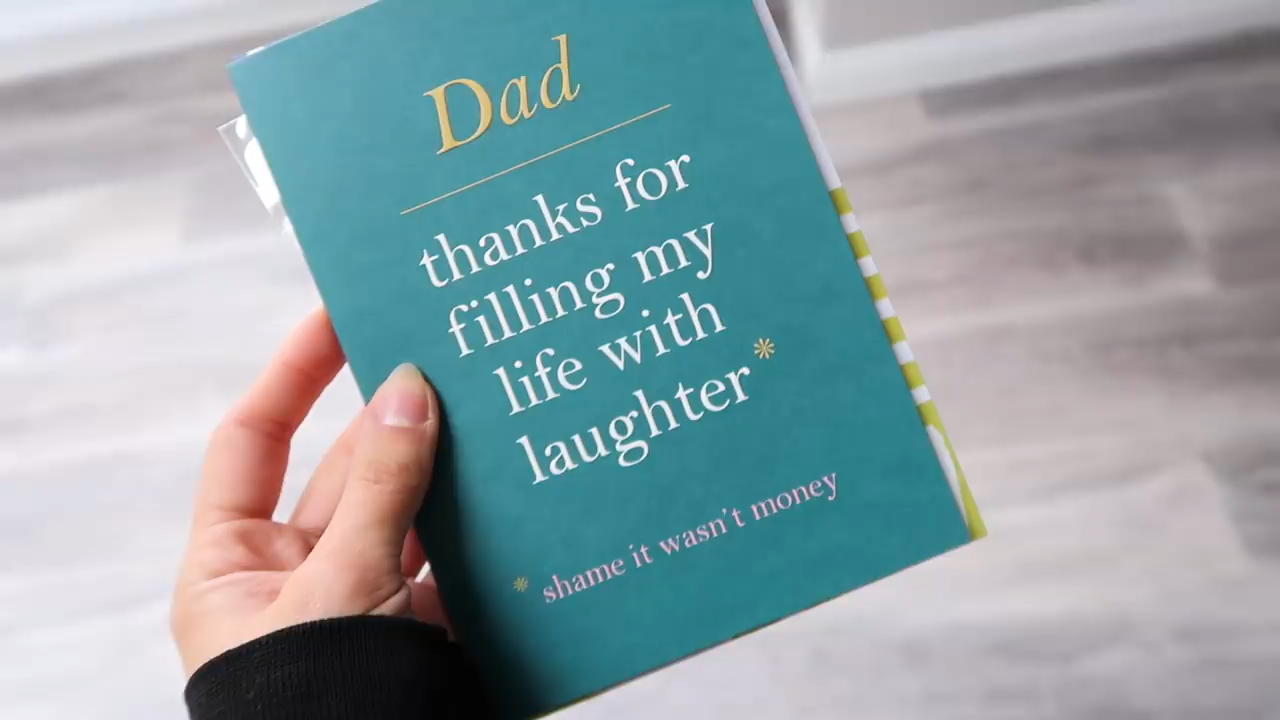 Dad
thanks for
filling my
life with
laughter*
* shame it wasn't money